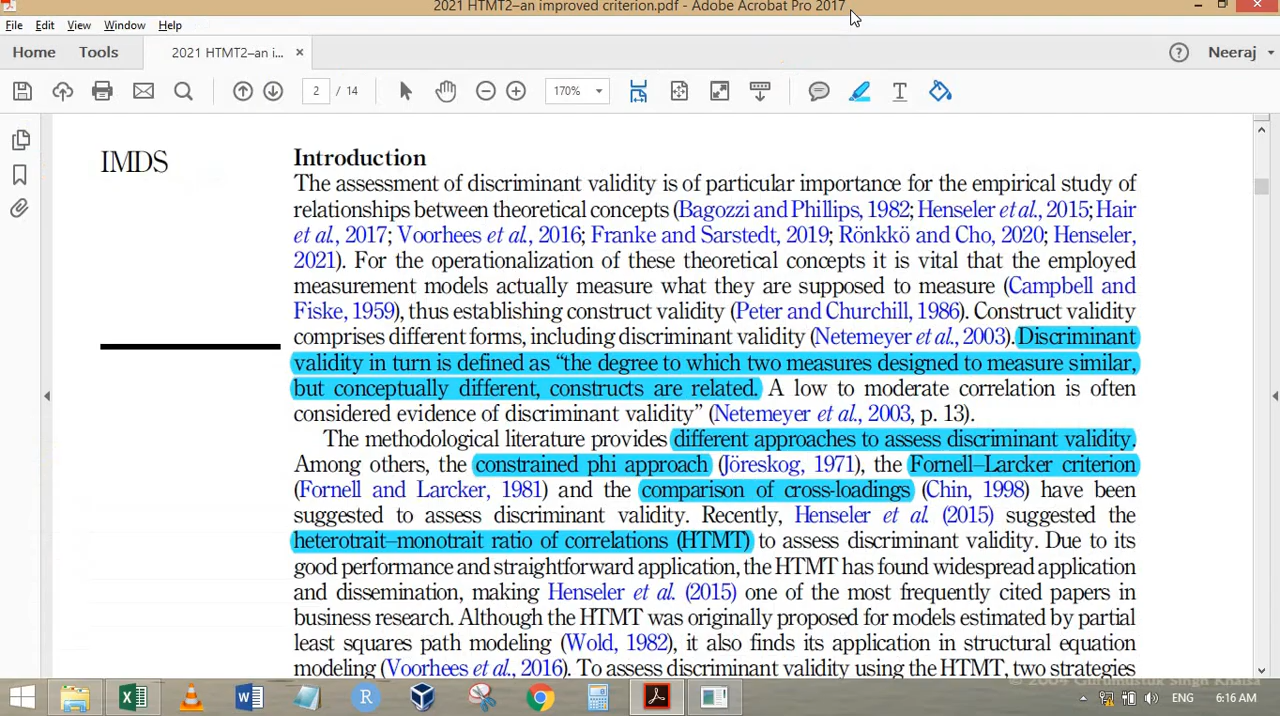 2021 HTMT2–an improved criterion.pdf - Adobe Acrobat Pro 2017
File Edit View Window Help
Home Tools 2021 HTMT2–an i... × Neeraj
2 / 14 170%
IMDS
Introduction
The assessment of discriminant validity is of particular importance for the empirical study of
relationships between theoretical concepts (Bagozzi and Phillips, 1982; Henseler et al., 2015; Hair
et al., 2017; Voorhees et al., 2016; Franke and Sarstedt, 2019; Rönkkö and Cho, 2020; Henseler,
2021). For the operationalization of these theoretical concepts it is vital that the employed
measurement models actually measure what they are supposed to measure (Campbell and
Fiske, 1959), thus establishing construct validity (Peter and Churchill, 1986). Construct validity
comprises different forms, including discriminant validity (Netemeyer et al., 2003). Discriminant
validity in turn is defined as “the degree to which two measures designed to measure similar,
but conceptually different, constructs are related. A low to moderate correlation is often
considered evidence of discriminant validity” (Netemeyer et al., 2003, p. 13).
The methodological literature provides different approaches to assess discriminant validity.
Among others, the constrained phi approach (Jöreskog, 1971), the Fornell–Larcker criterion
(Fornell and Larcker, 1981) and the comparison of cross-loadings (Chin, 1998) have been
suggested to assess discriminant validity. Recently, Henseler et al. (2015) suggested the
heterotrait–monotrait ratio of correlations (HTMT) to assess discriminant validity. Due to its
good performance and straightforward application, the HTMT has found widespread application
and dissemination, making Henseler et al. (2015) one of the most frequently cited papers in
business research. Although the HTMT was originally proposed for models estimated by partial
least squares path modeling (Wold, 1982), it also finds its application in structural equation
modeling (Voorhees et al., 2016). To assess discriminant validity using the HTMT, two strategies
© 2004 Gurumustuk Singh Khalsa
ENG 6:16 AM